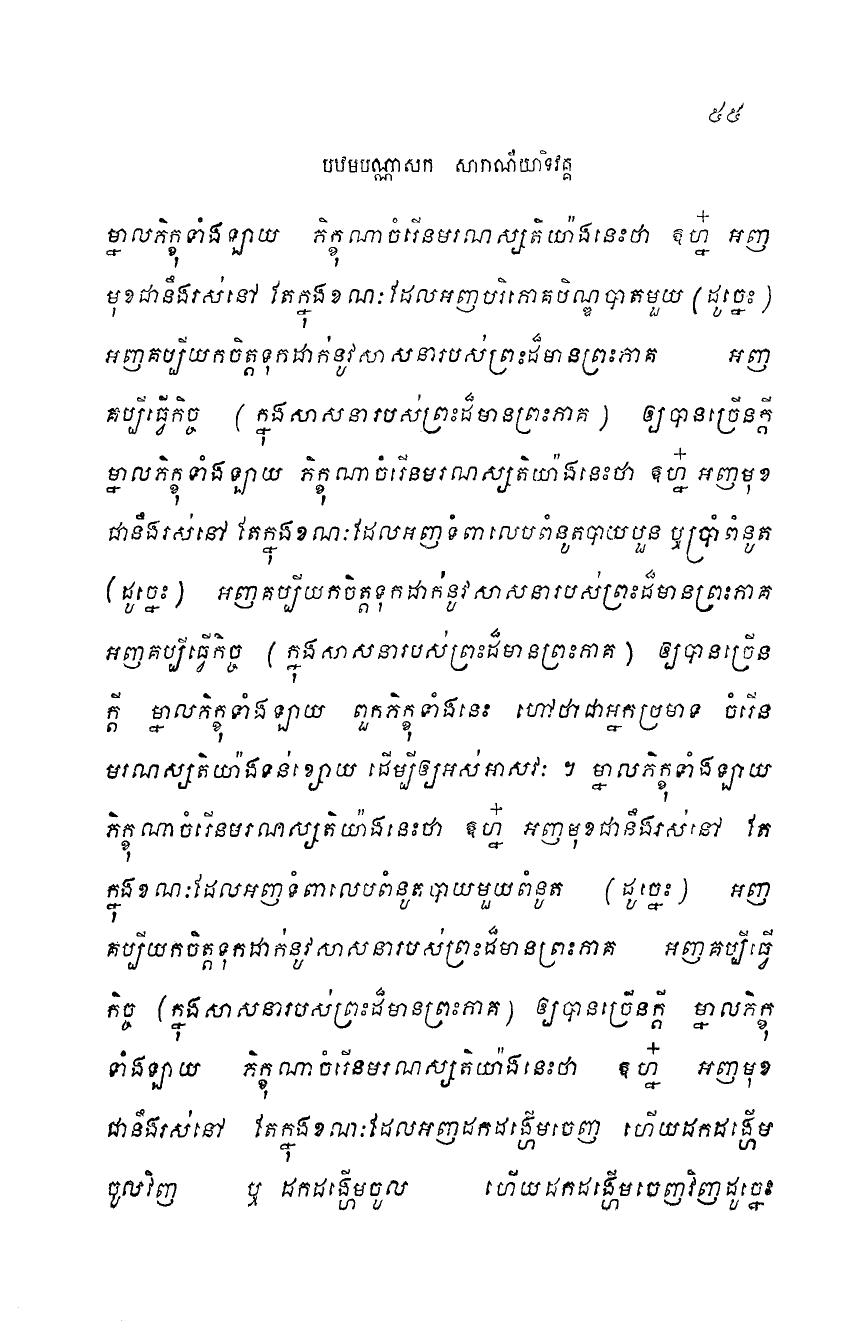 ៥៥
បឋមបណ្ណាសក សារាណីយាទិវគ្គ
ម្នាលភិក្ខុទាំងឡាយ ភិក្ខុណាចំរើនមរណស្សតិយ៉ាងនេះថា ឱហ្ន៎ អញ
មុខជានឹងរស់នៅ តែក្នុងខណៈដែលអញបរិភោគបិណ្ឌបាតមួយ (ដូច្នេះ)
អញគប្បីយកចិត្តទុកដាក់នូវសាសនារបស់ព្រះដ៏មានព្រះភាគ អញ
គប្បីធ្វើកិច្ច (ក្នុងសាសនារបស់ព្រះដ៏មានព្រះភាគ) ឲ្យបានច្រើនក្តី
ម្នាលភិក្ខុទាំងឡាយ ភិក្ខុណាចំរើនមរណស្សតិយ៉ាងនេះថា ឱហ្ន៎ អញមុខ
ជានឹងរស់នៅ តែក្នុងខណៈដែលអញទំពាលេបពំនូតបាយបួន ឬប្រាំពំនូត
(ដូច្នេះ) អញគប្បីយកចិត្តទុកដាក់នូវសាសនារបស់ព្រះដ៏មានព្រះភាគ
អញគប្បីធ្វើកិច្ច (ក្នុងសាសនារបស់ព្រះដ៏មានព្រះភាគ) ឲ្យបានច្រើន
ក្តី ម្នាលភិក្ខុទាំងឡាយ ពួកភិក្ខុទាំងនេះ ហៅថាជាអ្នកប្រមាទ ចំរើន
មរណស្សតិយ៉ាងទន់ខ្សោយ ដើម្បីឲ្យអស់អាសវៈ ។ ម្នាលភិក្ខុទាំងឡាយ
ភិក្ខុណាចំរើនមរណស្សតិយ៉ាងនេះថា ឱហ្ន៎ អញមុខជានឹងរស់នៅ តែ
ក្នុងខណៈដែលអញទំពាលេបពំនូតបាយមួយពំនូត (ដូច្នេះ) អញ
គប្បីយកចិត្តទុកដាក់នូវសាសនារបស់ព្រះដ៏មានព្រះភាគ អញគប្បីធ្វើ
កិច្ច (ក្នុងសាសនារបស់ព្រះដ៏មានព្រះភាគ) ឲ្យបានច្រើនក្តី ម្នាលភិក្ខុ
ទាំងឡាយ ភិក្ខុណាចំរើនមរណស្សតិយ៉ាងនេះថា ឱហ្ន៎ អញមុខ
ជានឹងរស់នៅ តែក្នុងខណៈដែលអញដកដង្ហើមចេញ ហើយដកដង្ហើម
ចូលវិញ ឬ ដកដង្ហើមចូល ហើយដកដង្ហើមចេញវិញដូច្នេះ